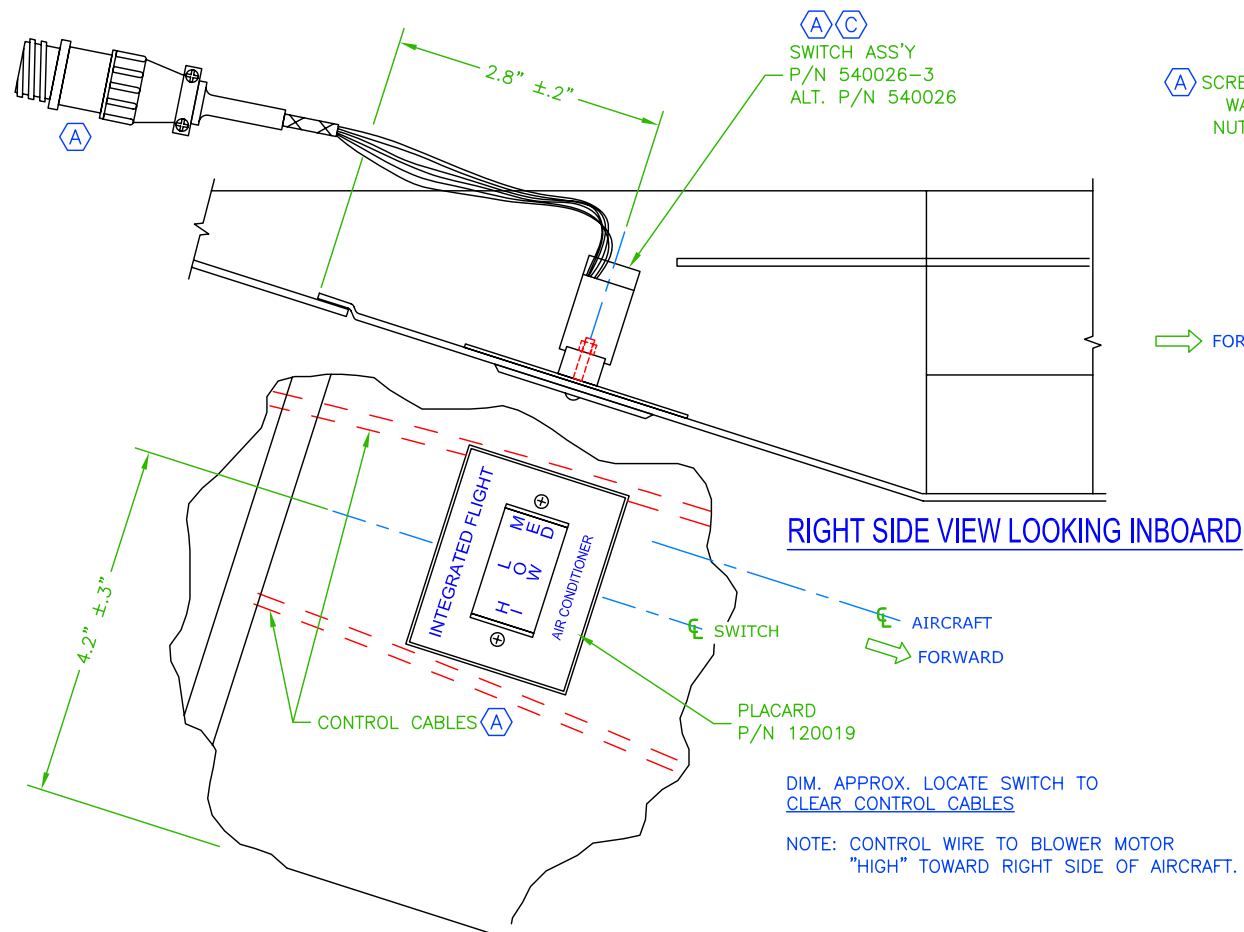 A C
SWITCH ASS'Y
P/N 540026-3
ALT. P/N 540026
2.8" ±.2"
A
A SCRE
WA
NUT
FOR
RIGHT SIDE VIEW LOOKING INBOARD
4.2" ±.3"
INTEGRATED FLIGHT
MED
LOW
HI
AIR CONDITIONER
℄ SWITCH
℄ AIRCRAFT
FORWARD
CONTROL CABLES A
PLACARD
P/N 120019
DIM. APPROX. LOCATE SWITCH TO
CLEAR CONTROL CABLES
NOTE: CONTROL WIRE TO BLOWER MOTOR
"HIGH" TOWARD RIGHT SIDE OF AIRCRAFT.